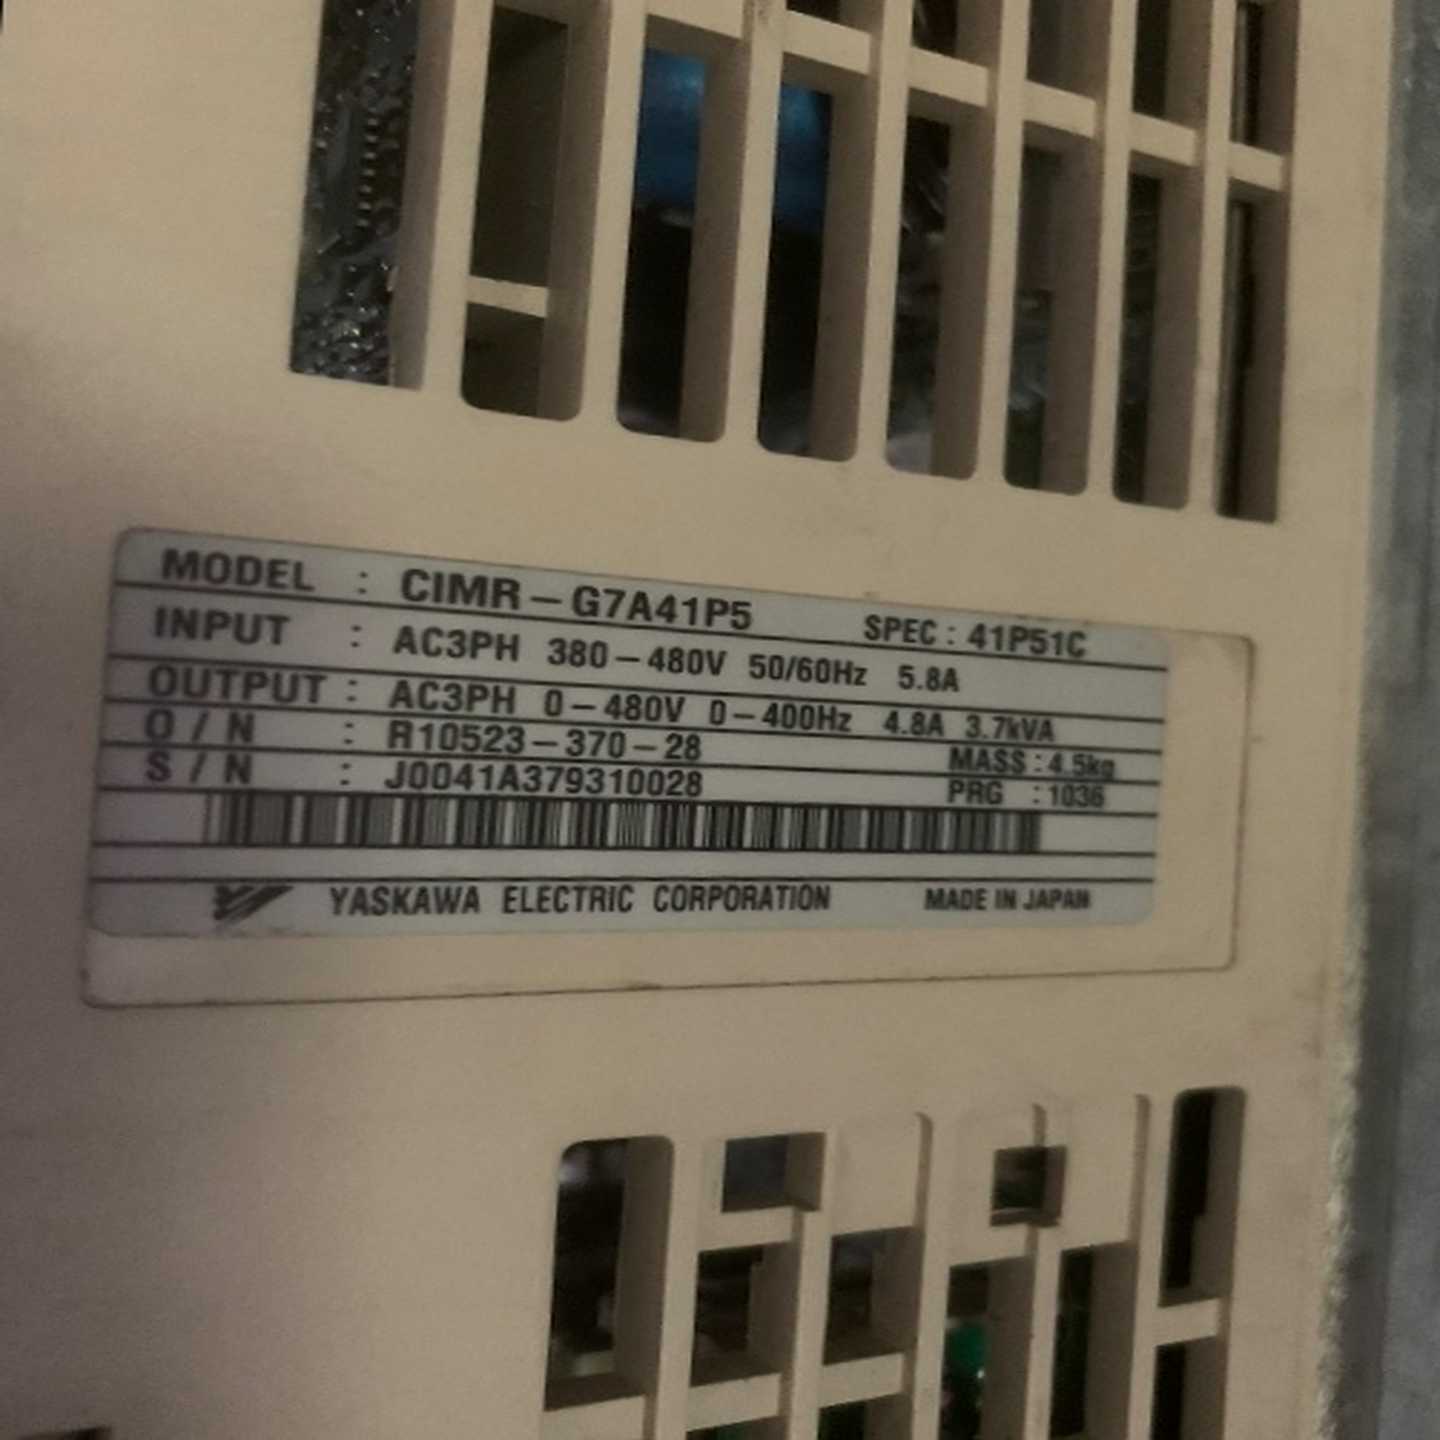 MODEL : CIMR-G7A41P5 SPEC : 41P51C
INPUT : AC3PH 380-480V 50/60Hz 5.8A
OUTPUT : AC3PH 0-480V 0-400Hz 4.8A 3.7kVA
O / N : R10523-370-28 MASS : 4.5kg
S / N : J0041A379310028 PRG : 1036
YASKAWA ELECTRIC CORPORATION MADE IN JAPAN